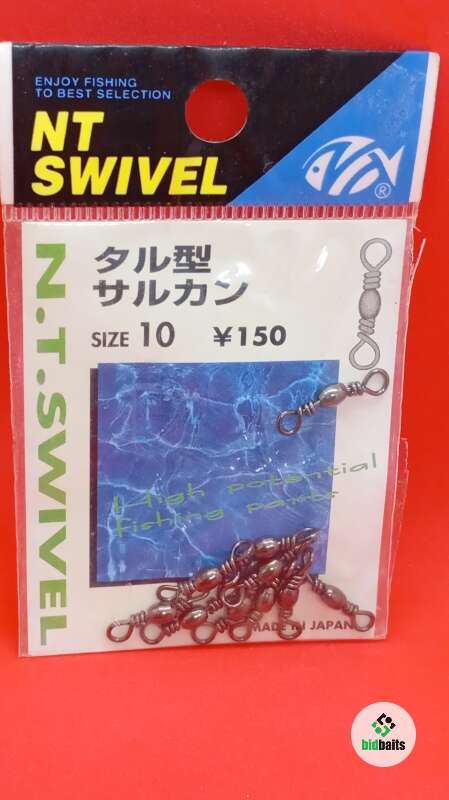 ENJOY FISHING
TO BEST SELECTION
NT
SWIVEL
®
N.T.SWIVEL
タル型
サルカン
SIZE 10 ¥150
High potential
fishing parts
MADE IN JAPAN
bidbaits